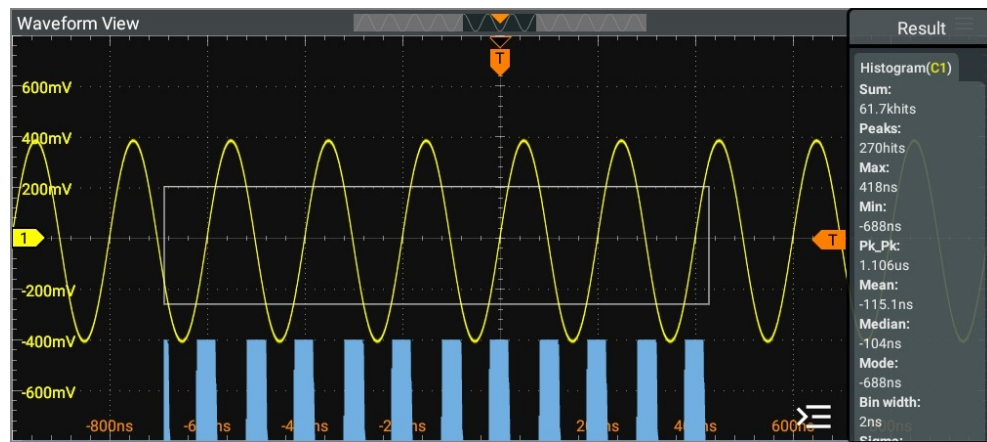 Waveform View
Result
T
600mV
400mV
200mV
1
T
-200mV
-400mV
-600mV
-800ns
600ns
Histogram(C1)
Sum:
61.7khits
Peaks:
270hits
Max:
418ns
Min:
-688ns
Pk_Pk:
1.106us
Mean:
-115.1ns
Median:
-104ns
Mode:
-688ns
Bin width:
2ns
Sigma: